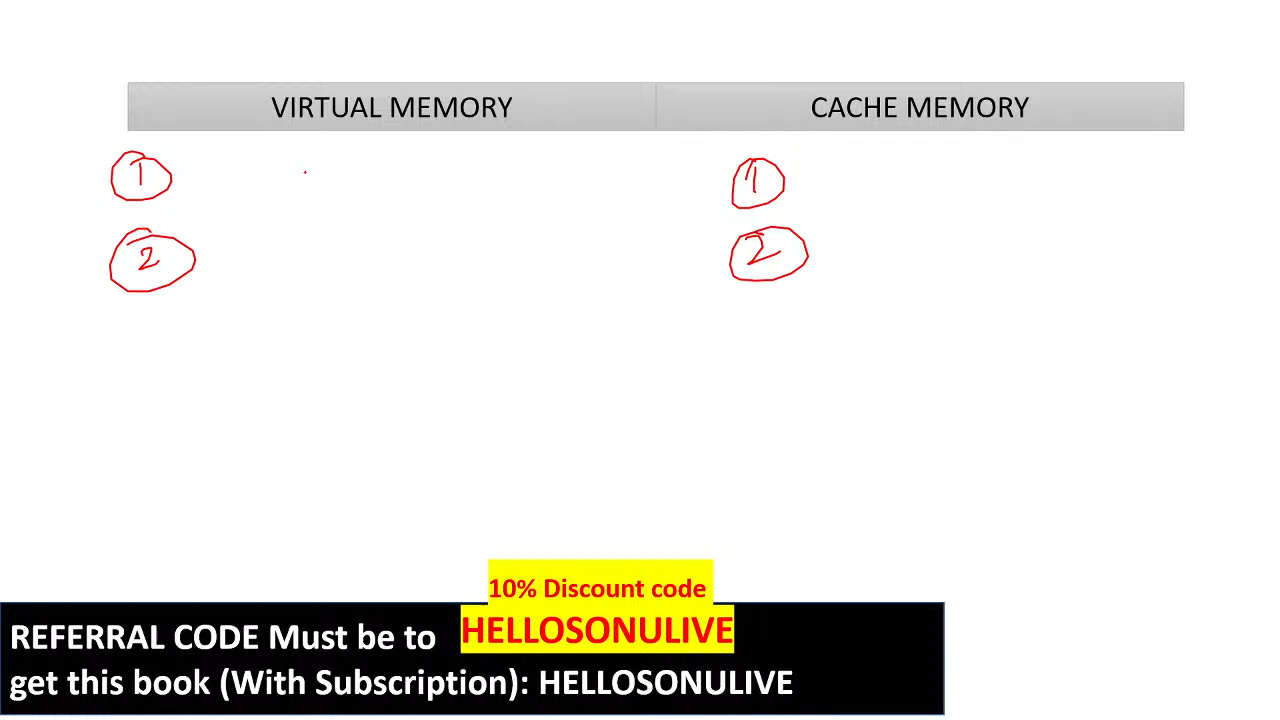 VIRTUAL MEMORY CACHE MEMORY
1 1
2 2
10% Discount code
REFERRAL CODE Must be to HELLOSONULIVE
get this book (With Subscription): HELLOSONULIVE